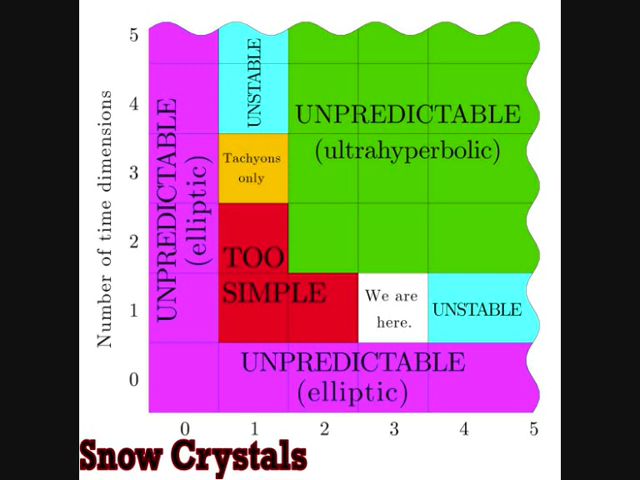 5
4
3
2
1
0
Number of time dimensions
UNPREDICTABLE
(elliptic)
UNSTABLE
UNPREDICTABLE
(ultrahyperbolic)
Tachyons
only
TOO
SIMPLE
We are
here.
UNSTABLE
UNPREDICTABLE
(elliptic)
0 1 2 3 4 5
Snow Crystals